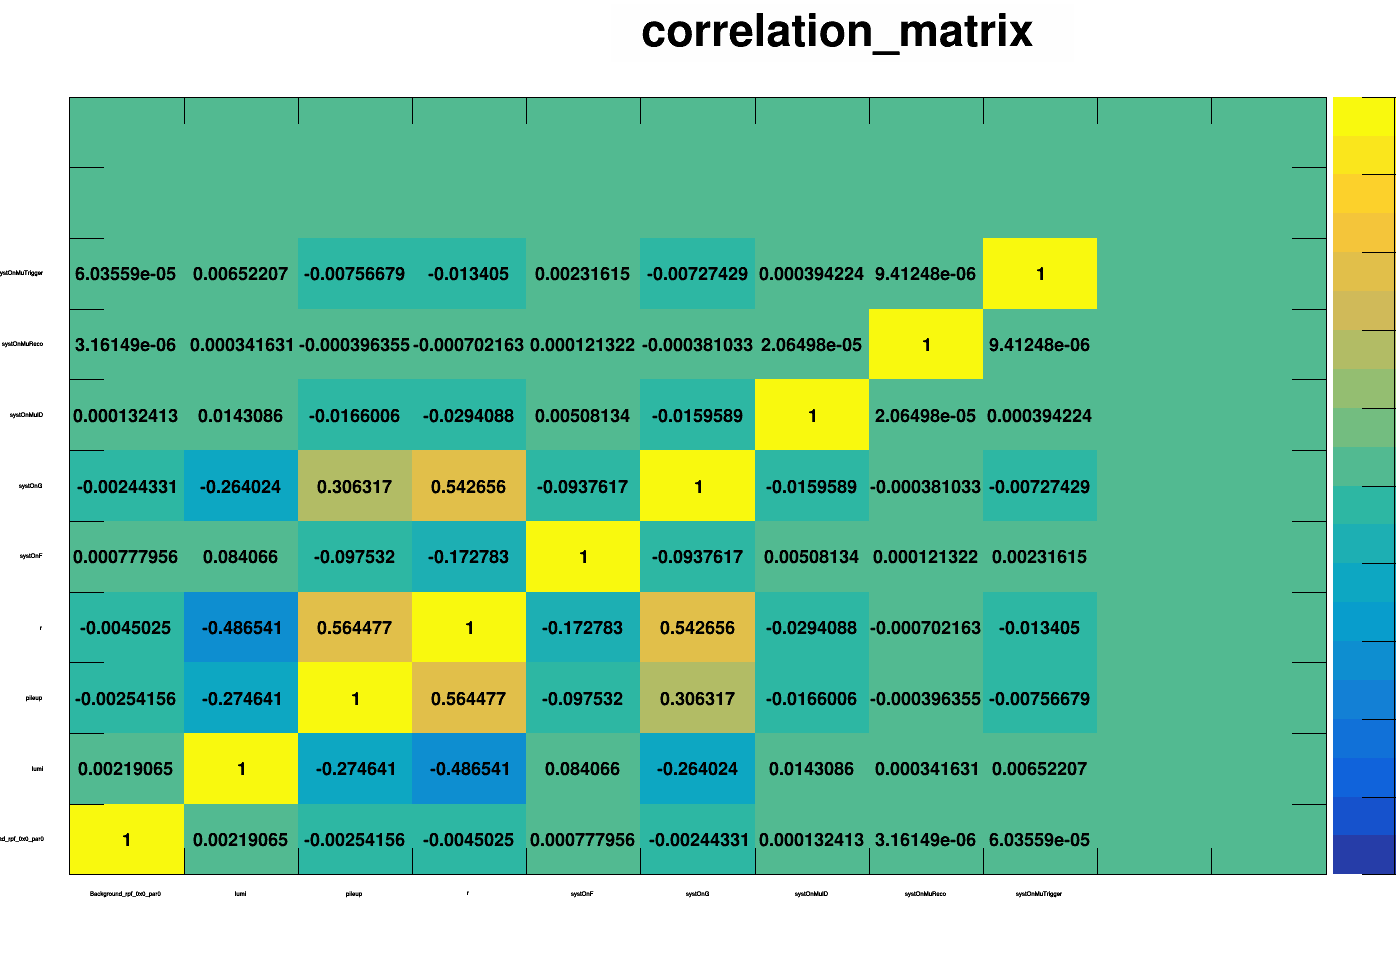 correlation_matrix
ystOnMuTrigger 6.03559e-05 0.00652207 -0.00756679 -0.013405 0.00231615 -0.00727429 0.000394224 9.41248e-06 1
systOnMuReco 3.16149e-06 0.000341631 -0.000396355 -0.000702163 0.000121322 -0.000381033 2.06498e-05 1 9.41248e-06
systOnMuID 0.000132413 0.0143086 -0.0166006 -0.0294088 0.00508134 -0.0159589 1 2.06498e-05 0.000394224
systOnG -0.00244331 -0.264024 0.306317 0.542656 -0.0937617 1 -0.0159589 -0.000381033 -0.00727429
systOnF 0.000777956 0.084066 -0.097532 -0.172783 1 -0.0937617 0.00508134 0.000121322 0.00231615
r -0.0045025 -0.486541 0.564477 1 -0.172783 0.542656 -0.0294088 -0.000702163 -0.013405
pileup -0.00254156 -0.274641 1 0.564477 -0.097532 0.306317 -0.0166006 -0.000396355 -0.00756679
lumi 0.00219065 1 -0.274641 -0.486541 0.084066 -0.264024 0.0143086 0.000341631 0.00652207
nd_rpf_0x0_par0 1 0.00219065 -0.00254156 -0.0045025 0.000777956 -0.00244331 0.000132413 3.16149e-06 6.03559e-05
Background_rpf_0x0_par0 lumi pileup r systOnF systOnG systOnMuID systOnMuReco systOnMuTrigger